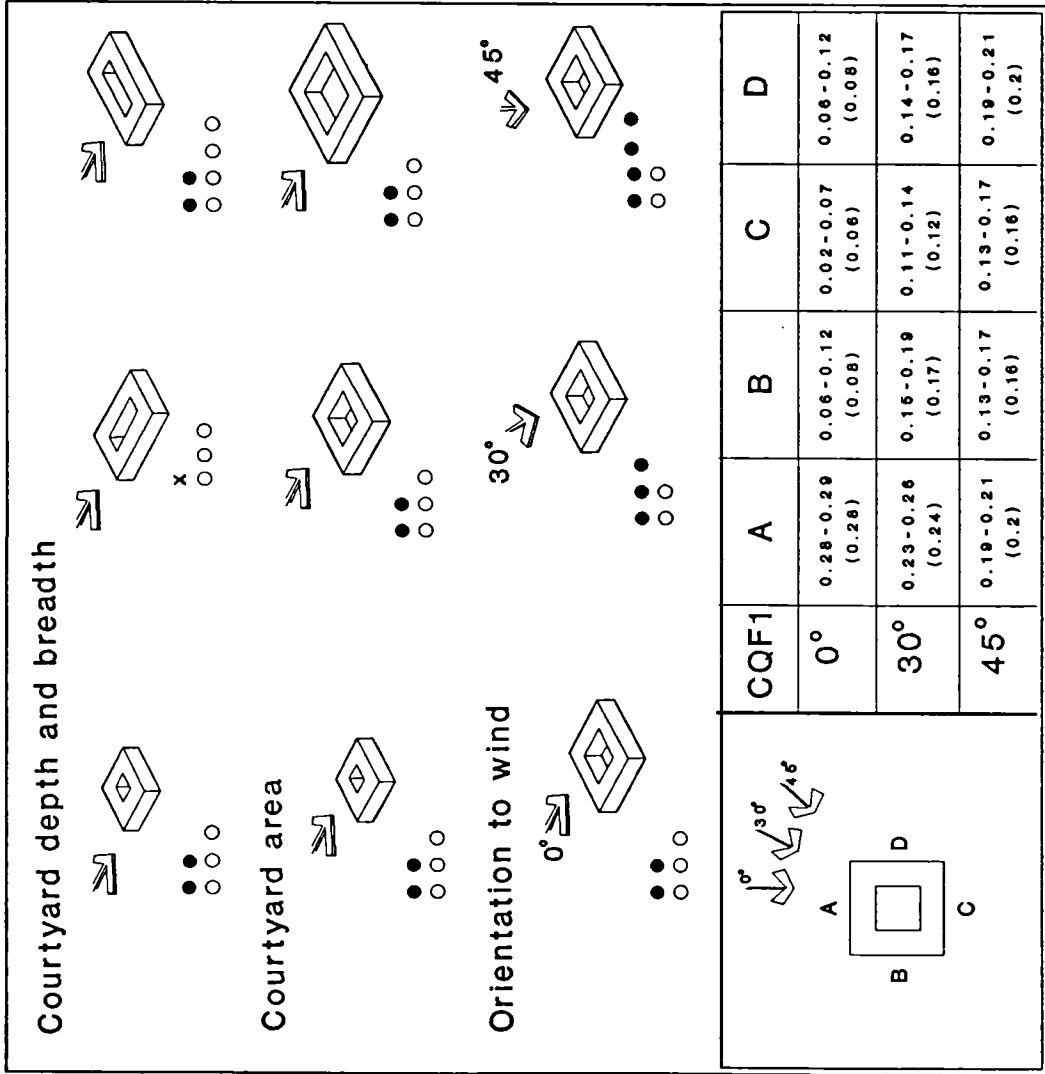 Courtyard depth and breadth
x
Courtyard area
Orientation to wind
0°
30°
45°
0°
30°
45°
A
B
D
C
CQF1 A B C D
0° 0.28-0.29 0.06-0.12 0.02-0.07 0.06-0.12
(0.28) (0.08) (0.06) (0.08)
30° 0.23-0.26 0.15-0.19 0.11-0.14 0.14-0.17
(0.24) (0.17) (0.12) (0.16)
45° 0.19-0.21 0.13-0.17 0.13-0.17 0.19-0.21
(0.2) (0.16) (0.16) (0.2)